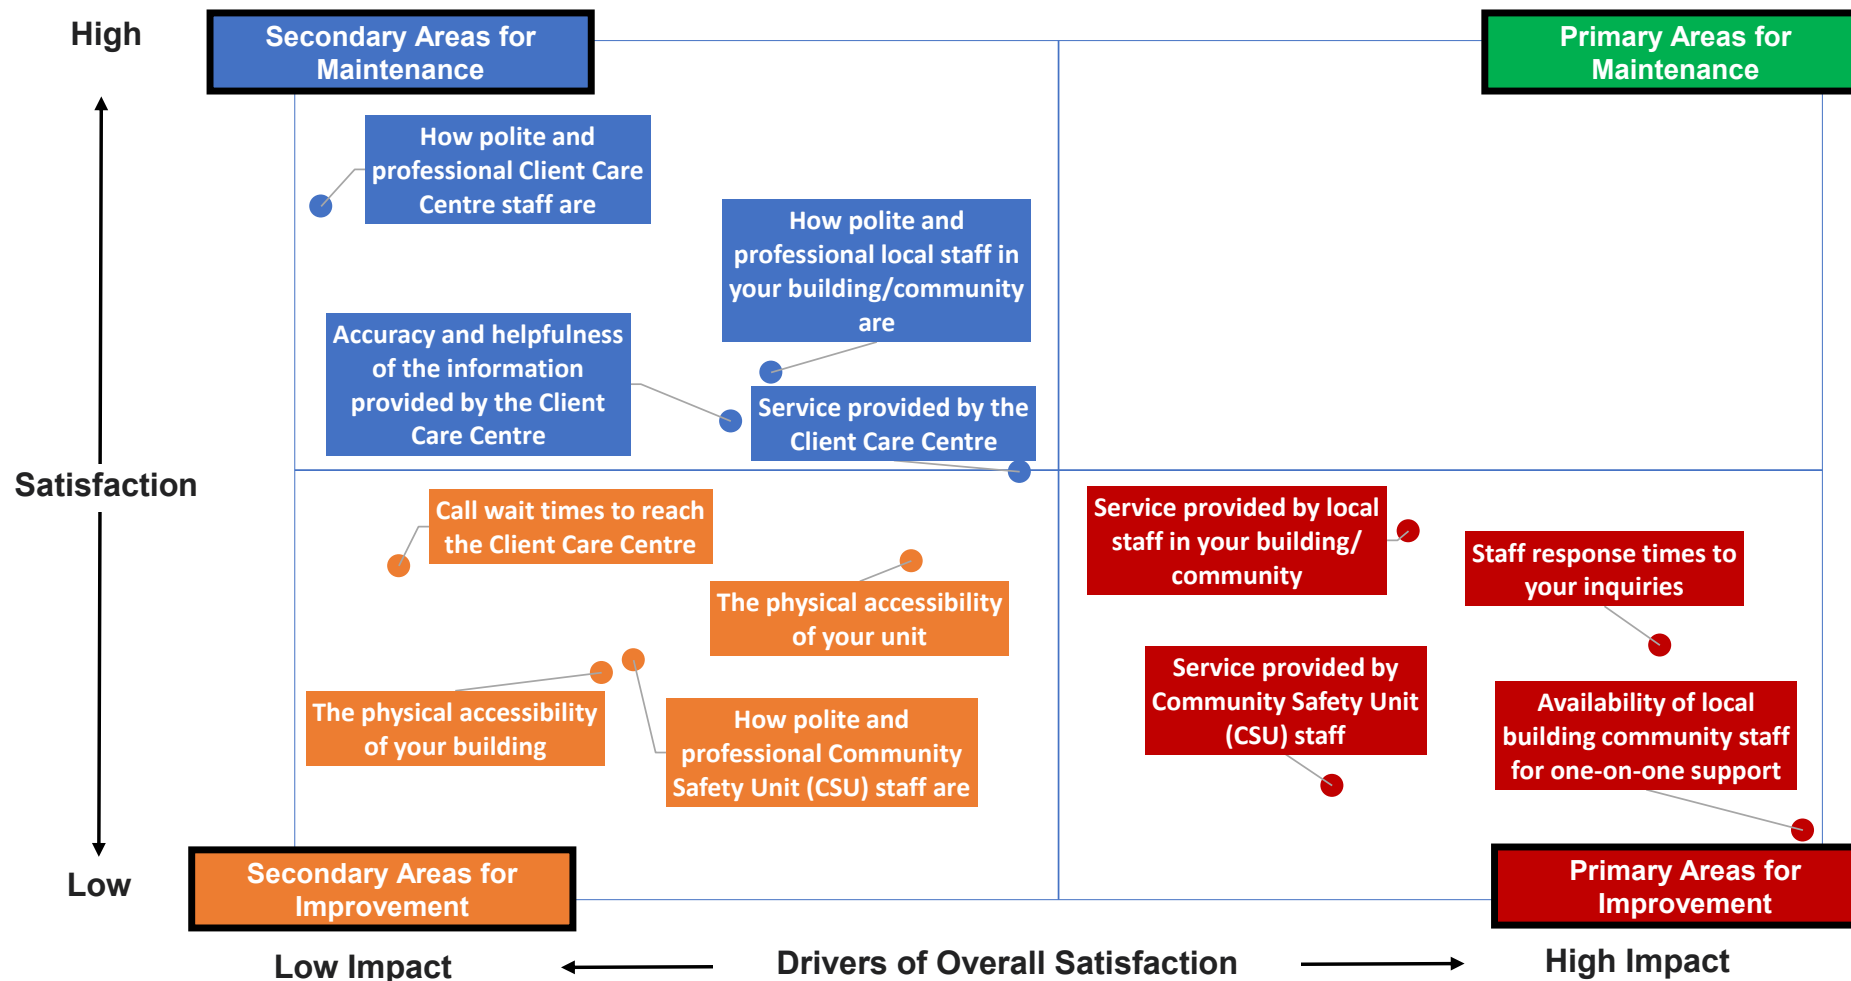 High
Secondary Areas for
Maintenance
Primary Areas for
Maintenance
How polite and
professional Client Care
Centre staff are
How polite and
professional local staff in
your building/community
are
Accuracy and helpfulness
of the information
provided by the Client
Care Centre
Service provided by the
Client Care Centre
Satisfaction
Call wait times to reach
the Client Care Centre
Service provided by local
staff in your building/
community
Staff response times to
your inquiries
The physical accessibility
of your unit
Service provided by
Community Safety Unit
(CSU) staff
The physical accessibility
of your building
How polite and
professional Community
Safety Unit (CSU) staff are
Availability of local
building community staff
for one-on-one support
Low
Secondary Areas for
Improvement
Primary Areas for
Improvement
Low Impact
Drivers of Overall Satisfaction
High Impact